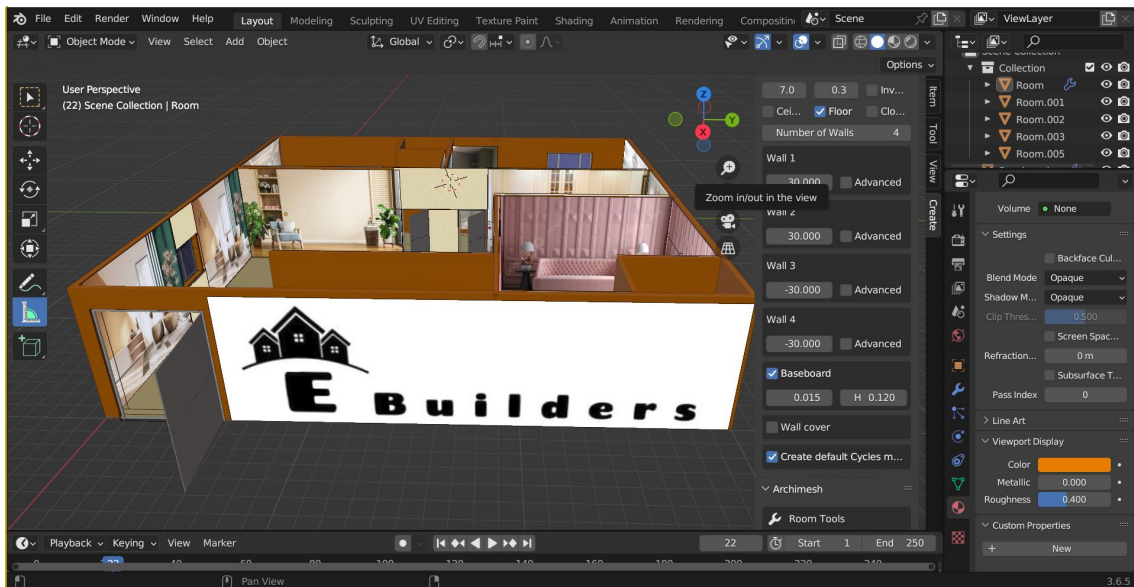 File Edit Render Window Help Layout Modeling Sculpting UV Editing Texture Paint Shading Animation Rendering Scene ViewLayer
Object Mode View Select Add Object Global
Options
User Perspective
(22) Scene Collection | Room
Z
Y
X
E Builders
7.0 0.3 Inv...
Cei... Floor Clo...
Number of Walls 4
Wall 1
30.000 Advanced
Zoom in/out in the view
Wall 2
30.000 Advanced
Wall 3
-30.000 Advanced
Wall 4
-30.000 Advanced
Baseboard
0.015 H 0.120
Wall cover
Create default Cycles m...
Archimesh
Room Tools
Item
Tool
View
Create
Scene Collection
Collection
Room
Room.001
Room.002
Room.003
Room.005
Volume None
Settings
Backface Cul...
Blend Mode Opaque
Shadow M... Opaque
Clip Thres... 0.500
Screen Spac...
Refraction... 0 m
Subsurface T...
Pass Index 0
Line Art
Viewport Display
Color
Metallic 0.000
Roughness 0.400
Custom Properties
New
Playback Keying View Marker 22 Start 1 End 250
Pan View 3.6.5